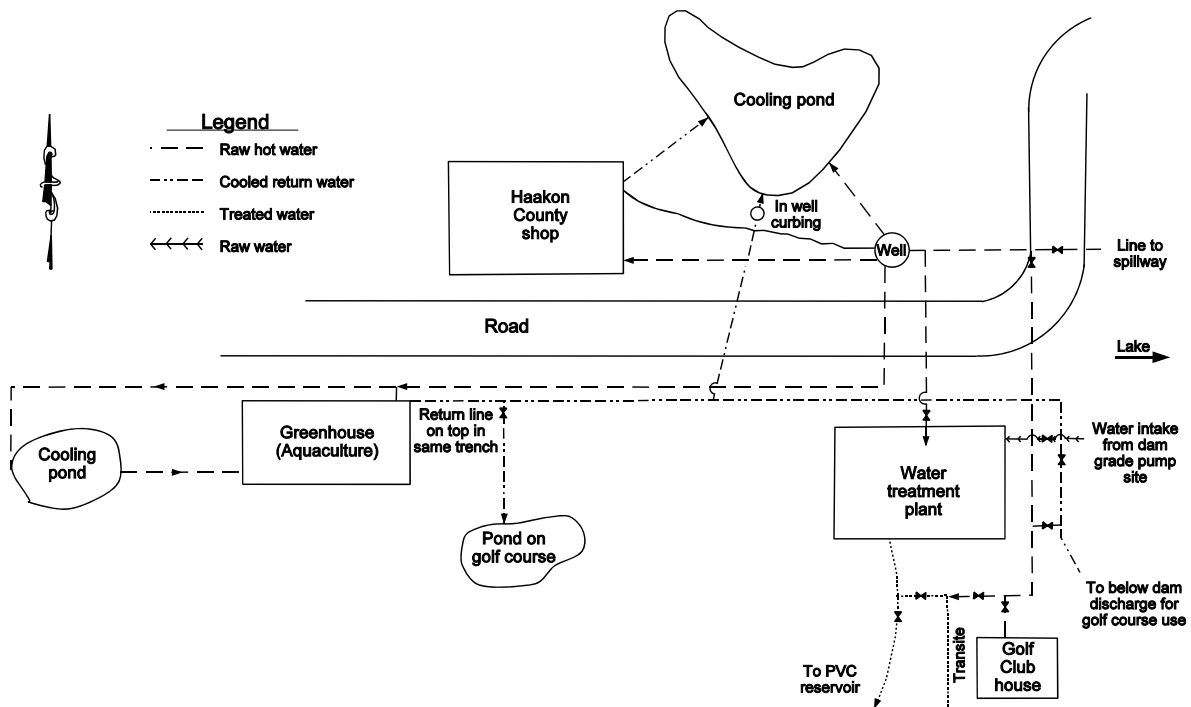 Legend
Raw hot water
Cooled return water
Treated water
Raw water
Cooling pond
Haakon
County
shop
In well
curbing
Well
Line to
spillway
Road
Lake
Cooling
pond
Greenhouse
(Aquaculture)
Return line
on top in
same trench
Water intake
from dam
grade pump
site
Water
treatment
plant
Pond on
golf course
To below dam
discharge for
golf course use
To PVC
reservoir
Transite
Golf
Club
house